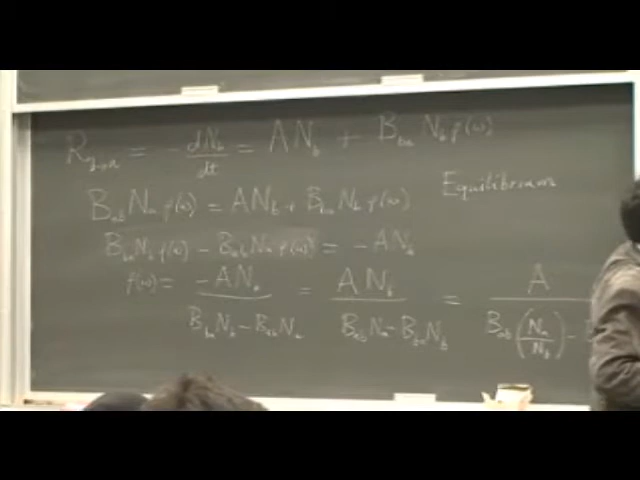 R_{b→a} = - dN_b/dt = AN_b + B_{ba} N_b ρ(ω)
B_{ab} N_a ρ(ω) = AN_b + B_{ba} N_b ρ(ω) Equilibrium
B_{ba} N_b ρ(ω) - B_{ab} N_a ρ(ω) = - AN_b
ρ(ω) = -AN_b / B_{ba} N_b - B_{ab} N_a = AN_b / B_{ab} N_a - B_{ba} N_b = A / B_{ab} (N_a/N_b) -